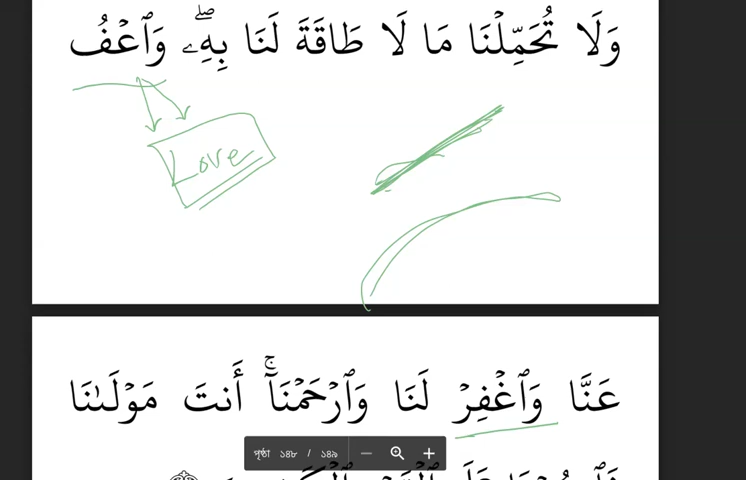 وَلَا تُحَمِّلْنَا مَا لَا طَاقَةَ لَنَا بِهِۦۖ وَٱعۡفُ
Love
عَنَّا وَٱغۡفِرۡ لَنَا وَٱرۡحَمۡنَآۚ أَنتَ مَوۡلَىٰنَا
পৃষ্ঠা ১৪৮ / ১৪৯